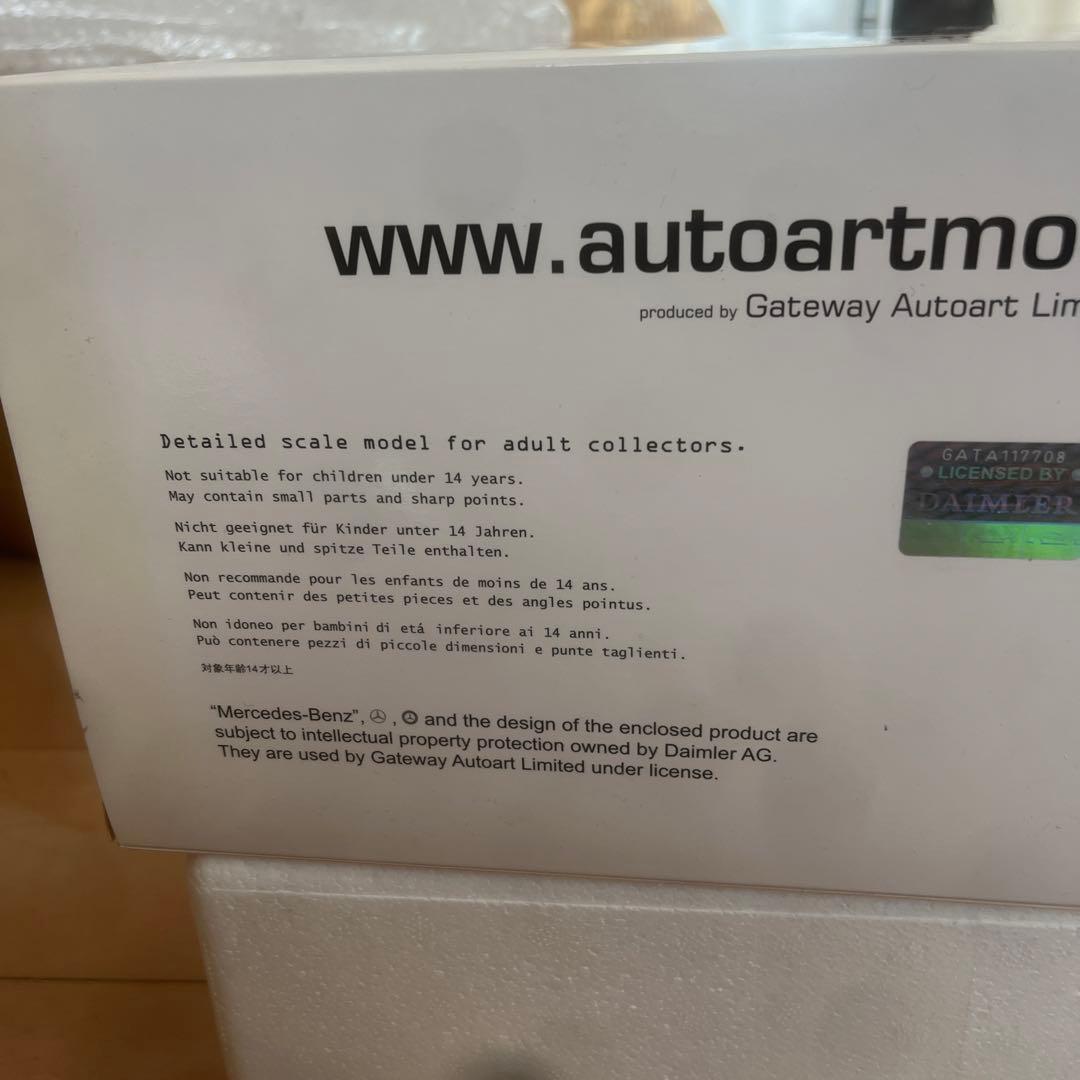 www.autoartmo
produced by Gateway Autoart Lim
Detailed scale model for adult collectors.
Not suitable for children under 14 years.
May contain small parts and sharp points.
Nicht geeignet für Kinder unter 14 Jahren.
Kann kleine und spitze Teile enthalten.
Non recommande pour les enfants de moins de 14 ans.
Peut contenir des petites pieces et des angles pointus.
Non idoneo per bambini di etá inferiore ai 14 anni.
Può contenere pezzi di piccole dimensioni e punte taglienti.
対象年齢14才以上
“Mercedes-Benz”, , and the design of the enclosed product are
subject to intellectual property protection owned by Daimler AG.
They are used by Gateway Autoart Limited under license.
GATA117708
LICENSED BY
DAIMLER